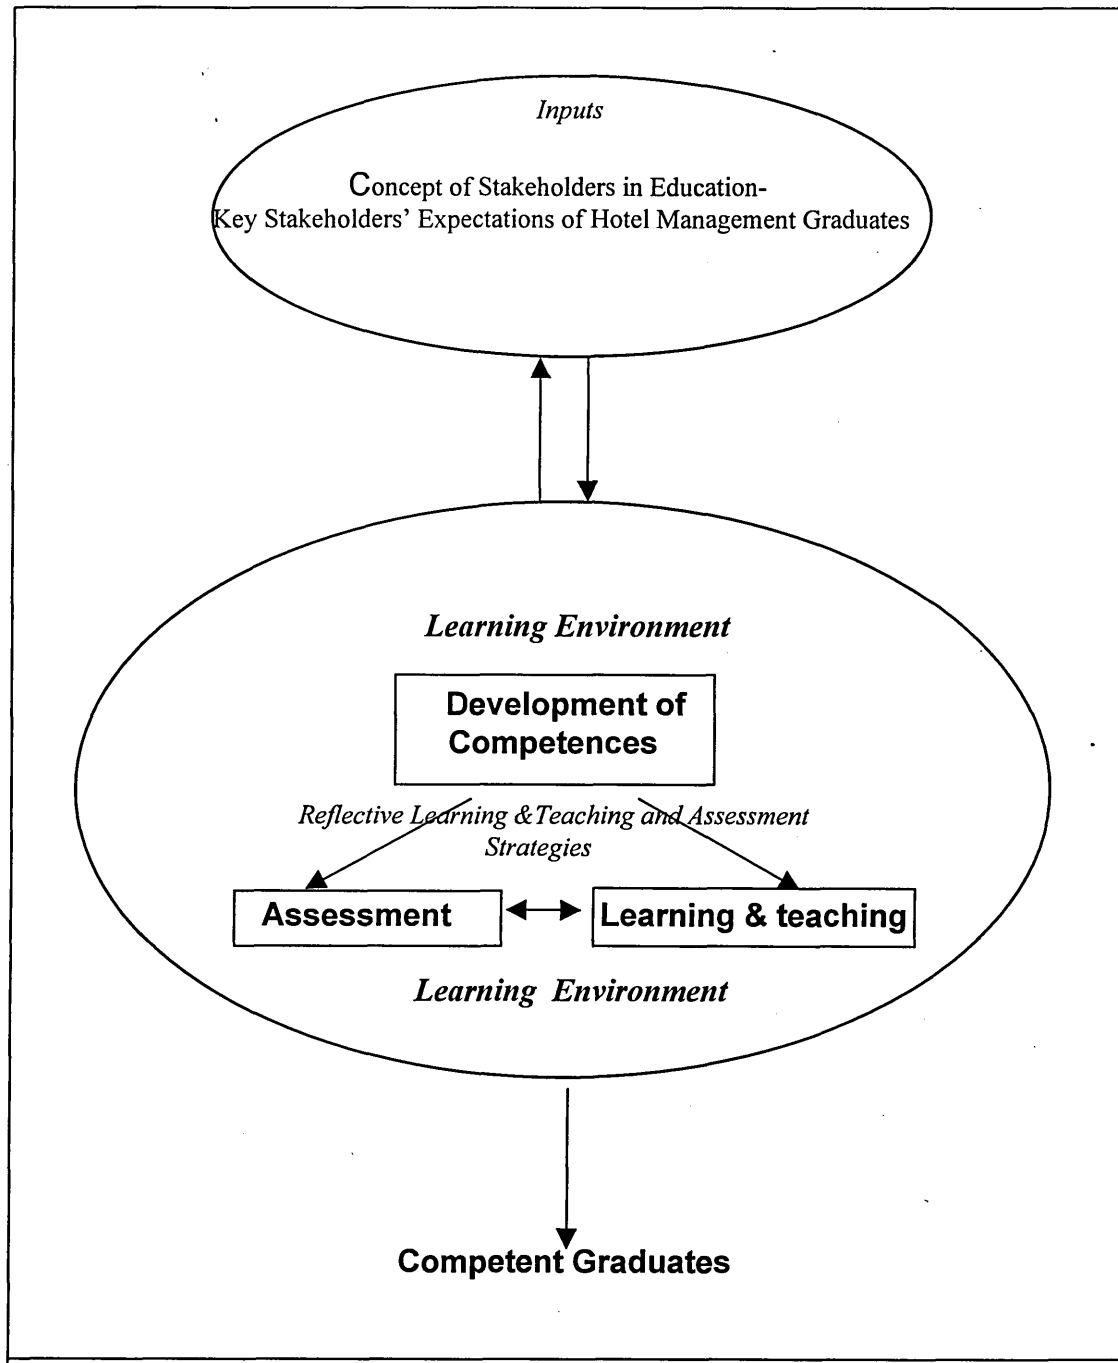 Inputs
Concept of Stakeholders in Education-
Key Stakeholders' Expectations of Hotel Management Graduates
Learning Environment
Development of
Competences
Reflective Learning & Teaching and Assessment
Strategies
Assessment
Learning & teaching
Learning Environment
Competent Graduates